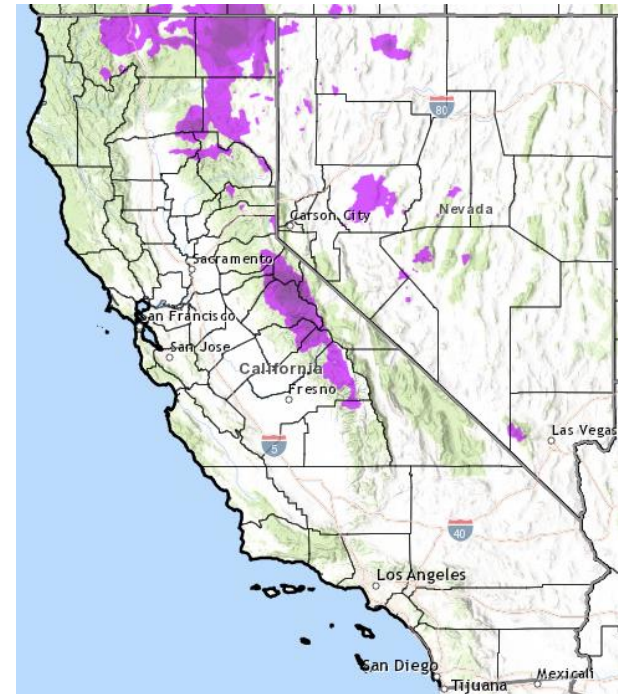 80
Carson City
Nevada
Sacramento
San Francisco
San Jose
California
Fresno
5
Las Vegas
40
Los Angeles
San Diego
Tijuana
Mexicali